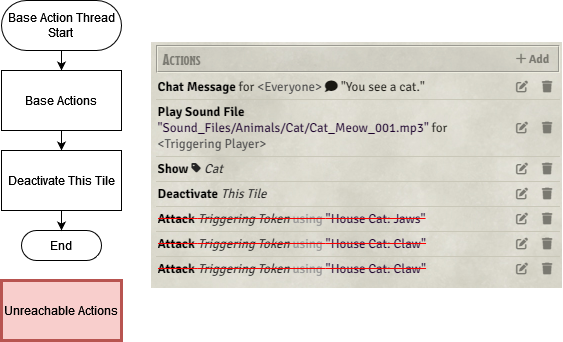 Base Action Thread
Start
Base Actions
Deactivate This Tile
End
Unreachable Actions
ACTIONS
+ Add
Chat Message for <Everyone> "You see a cat."
Play Sound File
"Sound_Files/Animals/Cat/Cat_Meow_001.mp3" for
<Triggering Player>
Show Cat
Deactivate This Tile
Attack Triggering Token using "House Cat: Jaws"
Attack Triggering Token using "House Cat: Claw"
Attack Triggering Token using "House Cat: Claw"